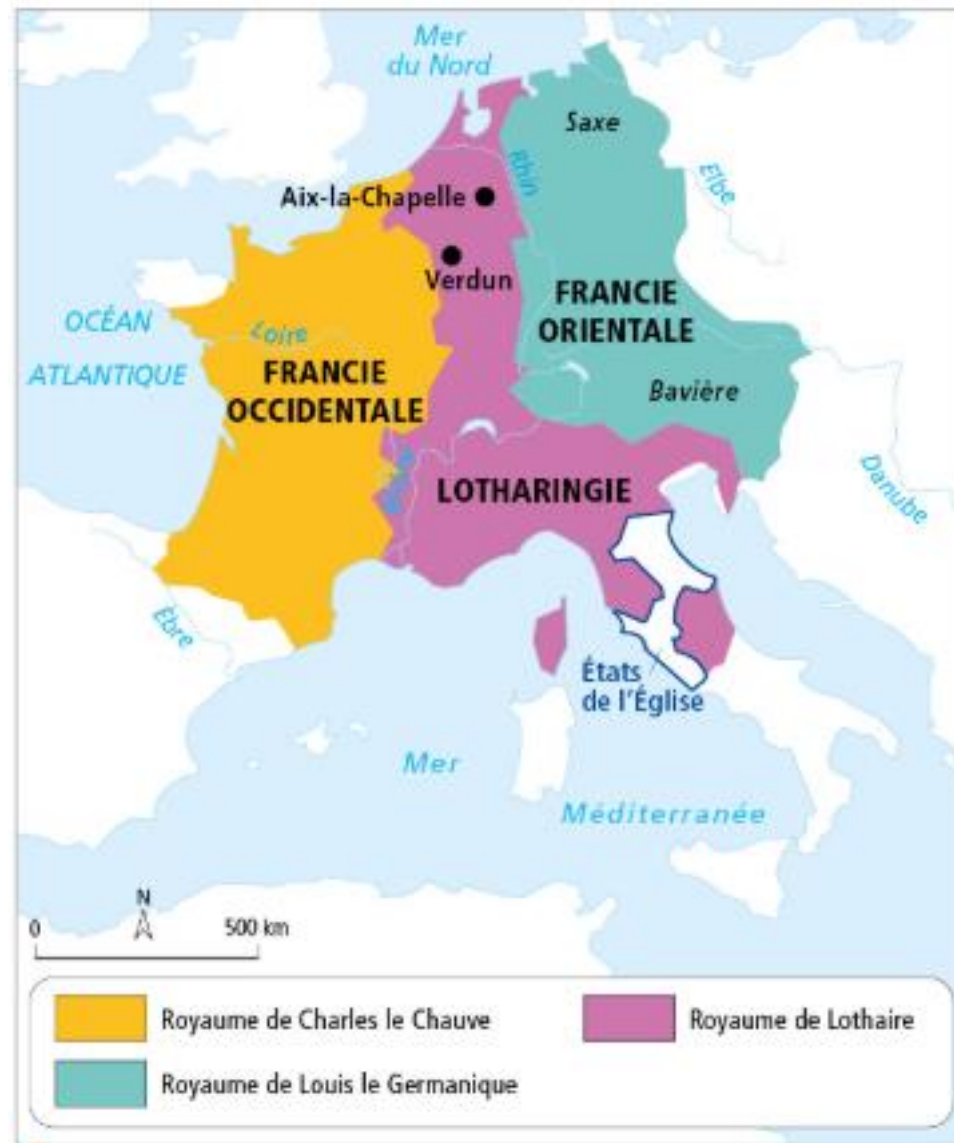 Mer
du Nord
Saxe
Rhin
Elbe
Aix-la-Chapelle
Verdun
FRANCIE
ORIENTALE
OCÉAN
ATLANTIQUE
Loire
FRANCIE
OCCIDENTALE
Bavière
LOTHARINGIE
Danube
Èbre
États
de l'Église
Mer
Méditerranée
N
0 500 km
Royaume de Charles le Chauve
Royaume de Lothaire
Royaume de Louis le Germanique